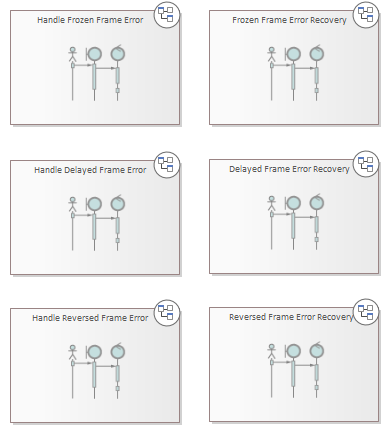 Handle Frozen Frame Error
Frozen Frame Error Recovery
Handle Delayed Frame Error
Delayed Frame Error Recovery
Handle Reversed Frame Error
Reversed Frame Error Recovery